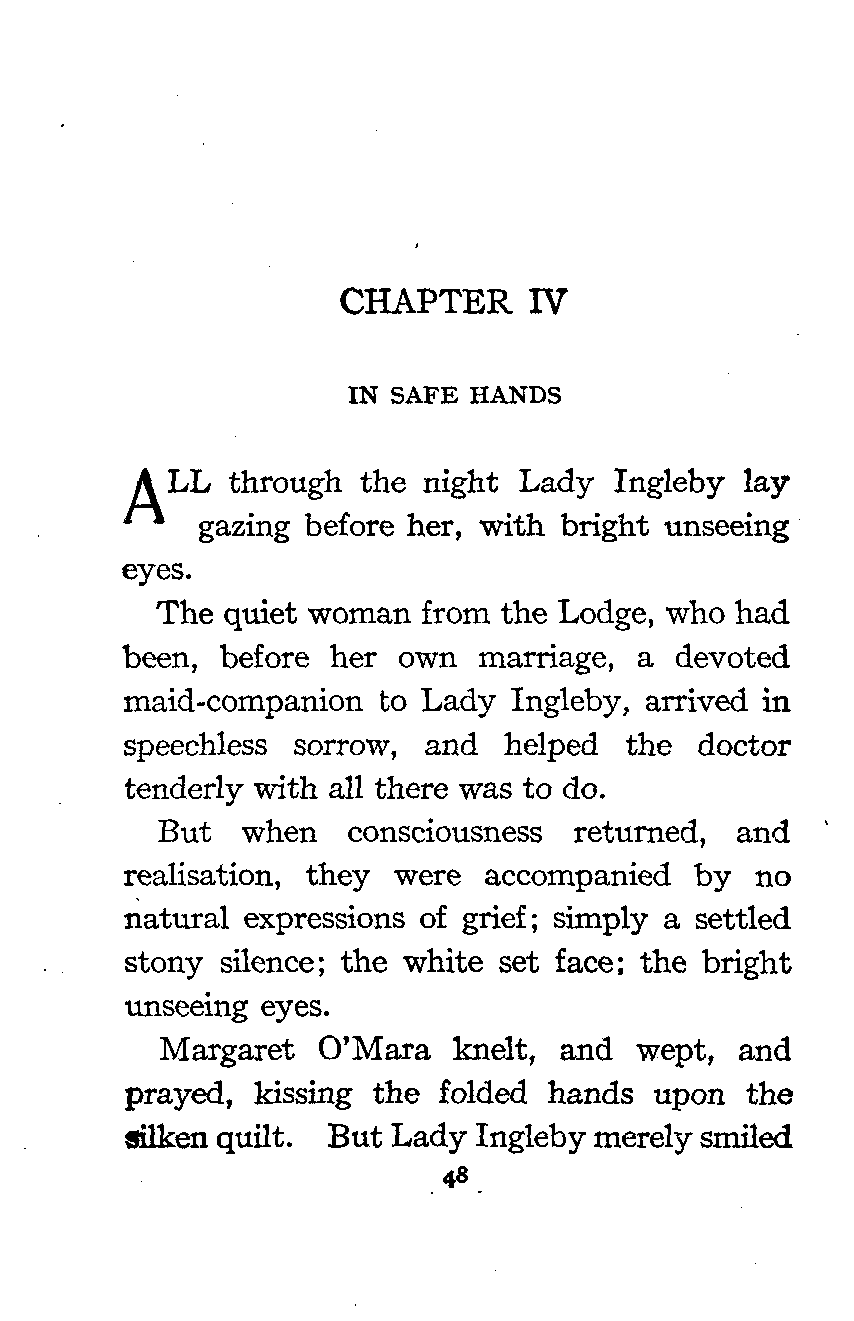 CHAPTER IV
IN SAFE HANDS
ALL through the night Lady Ingleby lay
gazing before her, with bright unseeing
eyes.
The quiet woman from the Lodge, who had
been, before her own marriage, a devoted
maid-companion to Lady Ingleby, arrived in
speechless sorrow, and helped the doctor
tenderly with all there was to do.
But when consciousness returned, and
realisation, they were accompanied by no
natural expressions of grief; simply a settled
stony silence; the white set face; the bright
unseeing eyes.
Margaret O'Mara knelt, and wept, and
prayed, kissing the folded hands upon the
silken quilt. But Lady Ingleby merely smiled
48